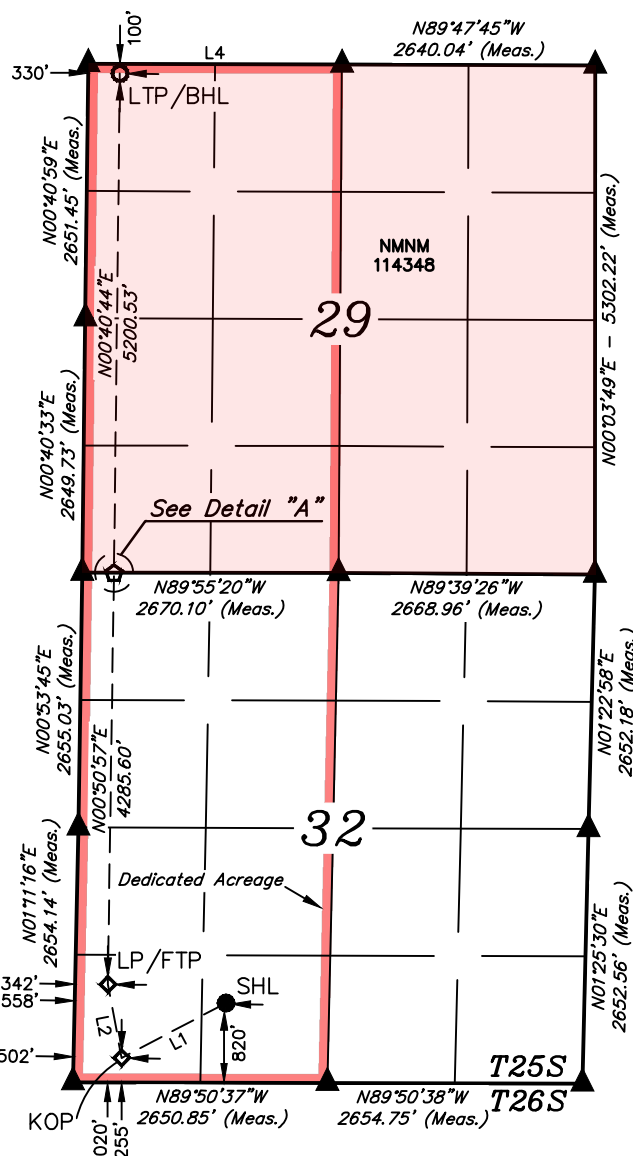 100'
N89°47'45"W
2640.04' (Meas.)
L4
330'
LTP/BHL
N00°40'59"E
2651.45' (Meas.)
NMNM
114348
N00°03'49"E - 5302.22' (Meas.)
N00°40'44"E
5200.53'
29
N00°40'33"E
2649.73' (Meas.)
See Detail "A"
N89°55'20"W
2670.10' (Meas.)
N89°39'26"W
2668.96' (Meas.)
N00°53'45"E
2655.03' (Meas.)
N01°22'58"E
2652.18' (Meas.)
N00°50'57"E
4285.60'
32
Dedicated Acreage
N01°11'16"E
2654.14' (Meas.)
N01°25'30"E
2652.56' (Meas.)
LP/FTP
342'
558'
SHL
L2
L1
820'
502'
T25S
T26S
KOP
020'
255'
N89°50'37"W
2650.85' (Meas.)
N89°50'38"W
2654.75' (Meas.)